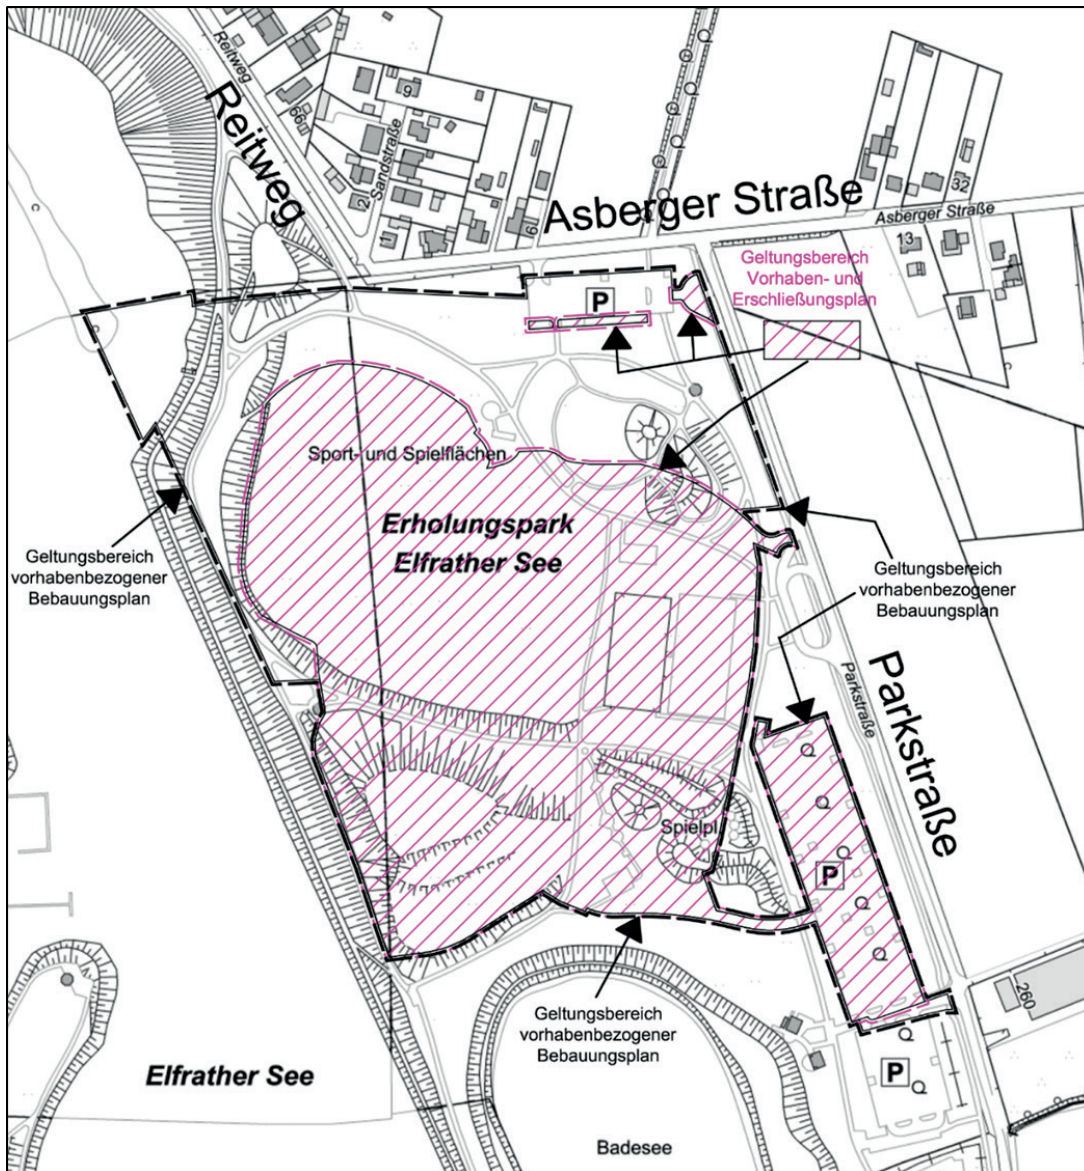 Reitweg
Reitweg
66
9
Sandstraße
2
1
6
Asberger Straße
Asberger Straße
32
13
Geltungsbereich
Vorhaben- und
Erschließungsplan
P
Sport- und Spielflächen
Erholungspark
Elfrather See
Geltungsbereich
vorhabenbezogener
Bebauungsplan
Geltungsbereich
vorhabenbezogener
Bebauungsplan
Parkstraße
Parkstraße
Spielpl.
P
Geltungsbereich
vorhabenbezogener
Bebauungsplan
260
P
Elfrather See
Badesee